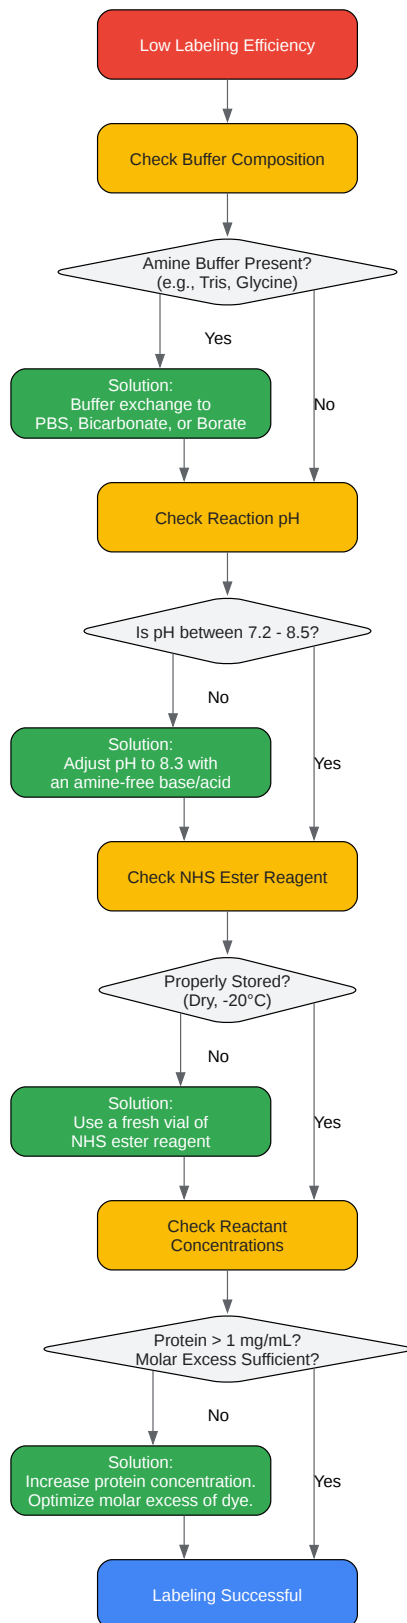 Low Labeling Efficiency
Check Buffer Composition
Amine Buffer Present?
(e.g., Tris, Glycine)
Yes
Solution:
Buffer exchange to
PBS, Bicarbonate, or Borate
No
Check Reaction pH
Is pH between 7.2 - 8.5?
No
Solution:
Adjust pH to 8.3 with
an amine-free base/acid
Yes
Check NHS Ester Reagent
Properly Stored?
(Dry, -20°C)
No
Solution:
Use a fresh vial of
NHS ester reagent
Yes
Check Reactant
Concentrations
Protein > 1 mg/mL?
Molar Excess Sufficient?
No
Solution:
Increase protein concentration.
Optimize molar excess of dye.
Yes
Labeling Successful